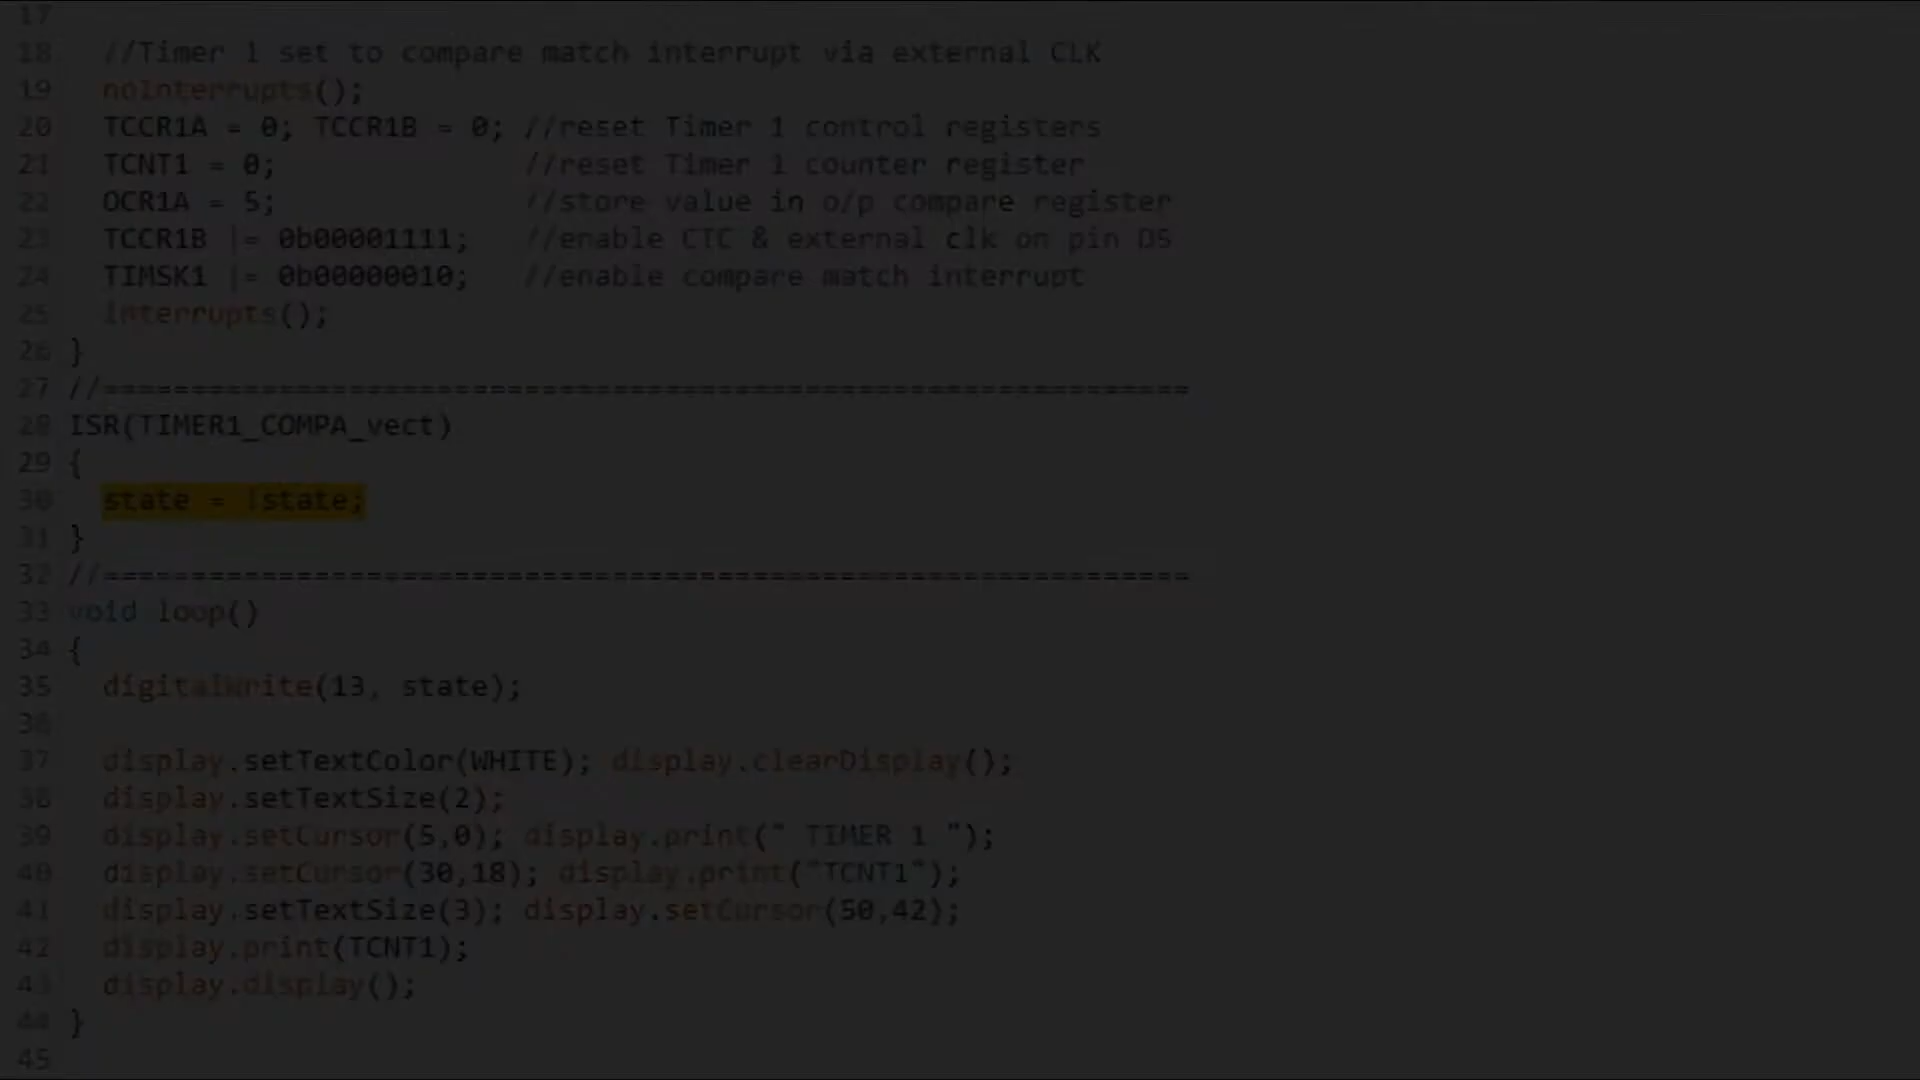 17
18 //Timer 1 set to compare match interrupt via external CLK
19 noInterrupts();
20 TCCR1A = 0; TCCR1B = 0; //reset Timer 1 control registers
21 TCNT1 = 0; //reset Timer 1 counter register
22 OCR1A = 5; //store value in o/p compare register
23 TCCR1B |= 0b00001111; //enable CTC & external clk on pin D5
24 TIMSK1 |= 0b00000010; //enable compare match interrupt
25 interrupts();
26 }
27 //==============================================================
28 ISR(TIMER1_COMPA_vect)
29 {
30 state = !state;
31 }
32 //==============================================================
33 void loop()
34 {
35 digitalWrite(13, state);
36
37 display.setTextColor(WHITE); display.clearDisplay();
38 display.setTextSize(2);
39 display.setCursor(5,0); display.print(" TIMER 1 ");
40 display.setCursor(30,18); display.print("TCNT1");
41 display.setTextSize(3); display.setCursor(50,42);
42 display.print(TCNT1);
43 display.display();
44 }
45